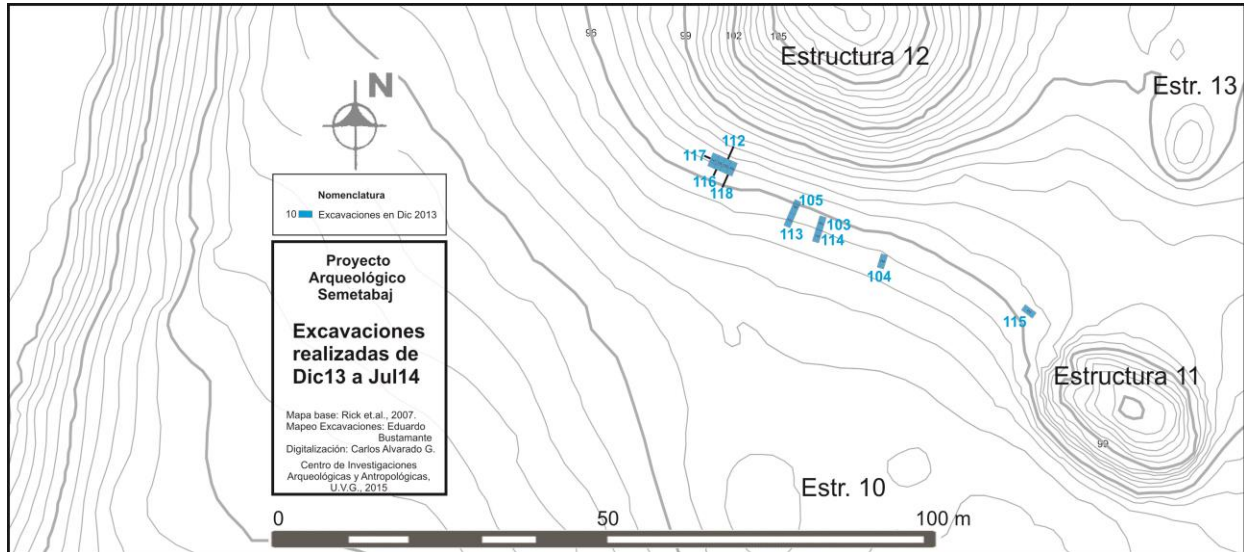 96
99
102
105
Estructura 12
Estr. 13
N
112
117
116
118
105
103
113
114
104
115
Nomenclatura
10 Excavaciones en Dic 2013
Proyecto
Arqueológico
Semetabaj
Excavaciones
realizadas de
Dic13 a Jul14
Mapa base: Rick et.al., 2007.
Mapeo Excavaciones: Eduardo
Bustamante
Digitalización: Carlos Alvarado G.
Centro de Investigaciones
Arqueológicas y Antropológicas,
U.V.G., 2015
Estructura 11
99
Estr. 10
0 50 100 m